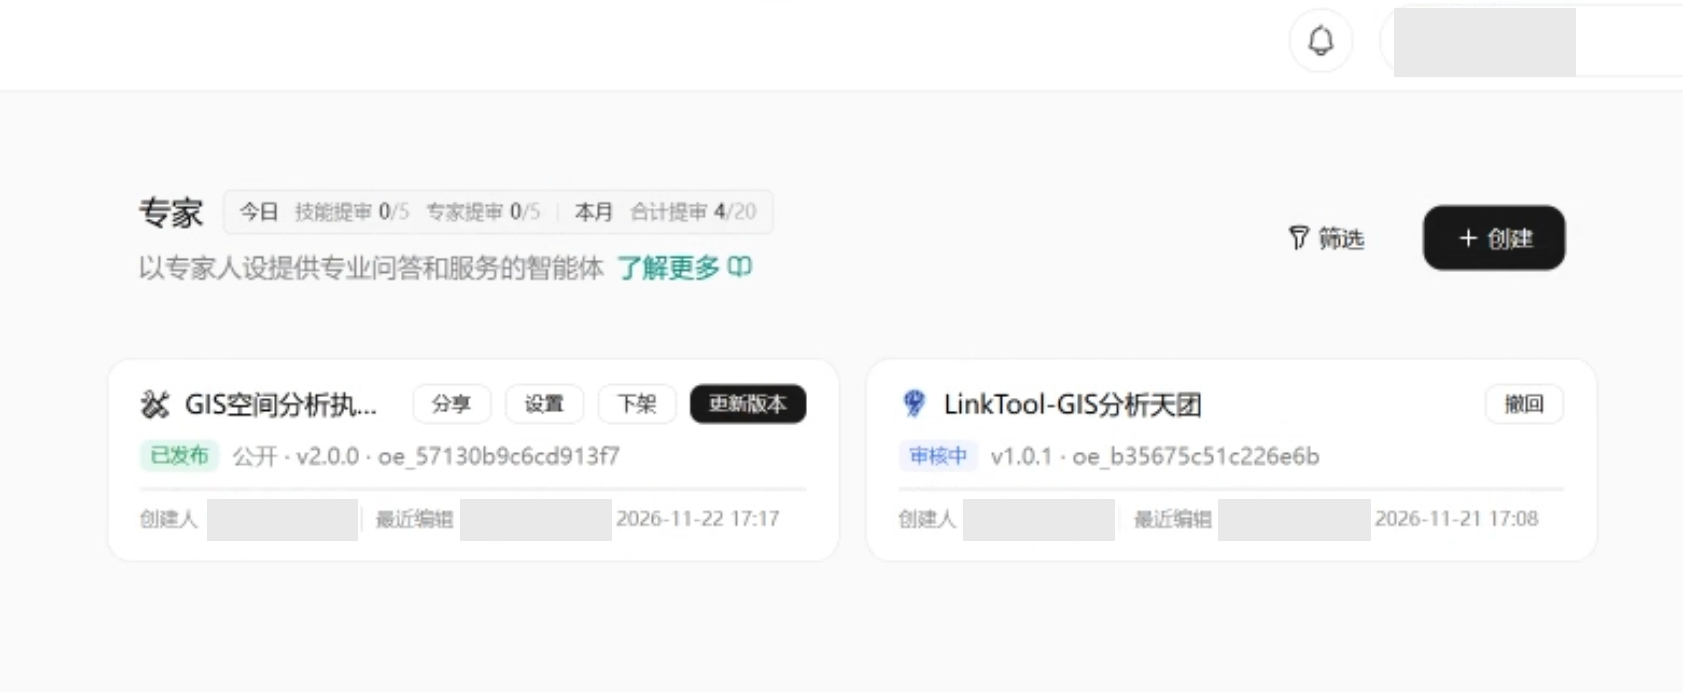 专家 今日 技能提审 0/5 专家提审 0/5 本月 合计提审 4/20
以专家人设提供专业问答和服务的智能体 了解更多
筛选 + 创建
GIS空间分析执... 分享 设置 下架 更新版本
已发布 公开 · v2.0.0 · oe_57130b9c6cd913f7
创建人 最近编辑 2026-11-22 17:17
LinkTool-GIS分析天团 撤回
审核中 v1.0.1 · oe_b35675c51c226e6b
创建人 最近编辑 2026-11-21 17:08